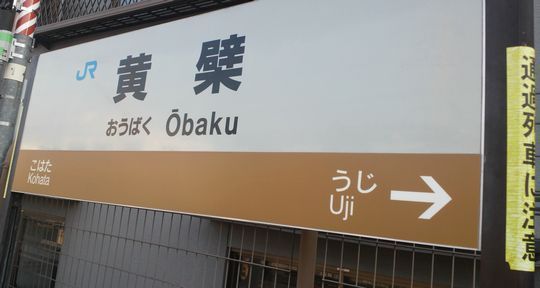 JR
黄檗
おうばく Ōbaku
こはた
Kohata
うじ
Uji
通過列車に注意